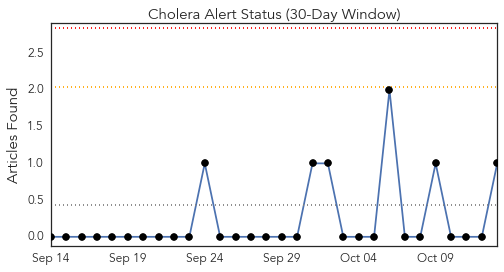 Cholera Alert Status (30-Day Window)
Articles Found
2.5
2.0
1.5
1.0
0.5
0.0
Sep 14 Sep 19 Sep 24 Sep 29 Oct 04 Oct 09